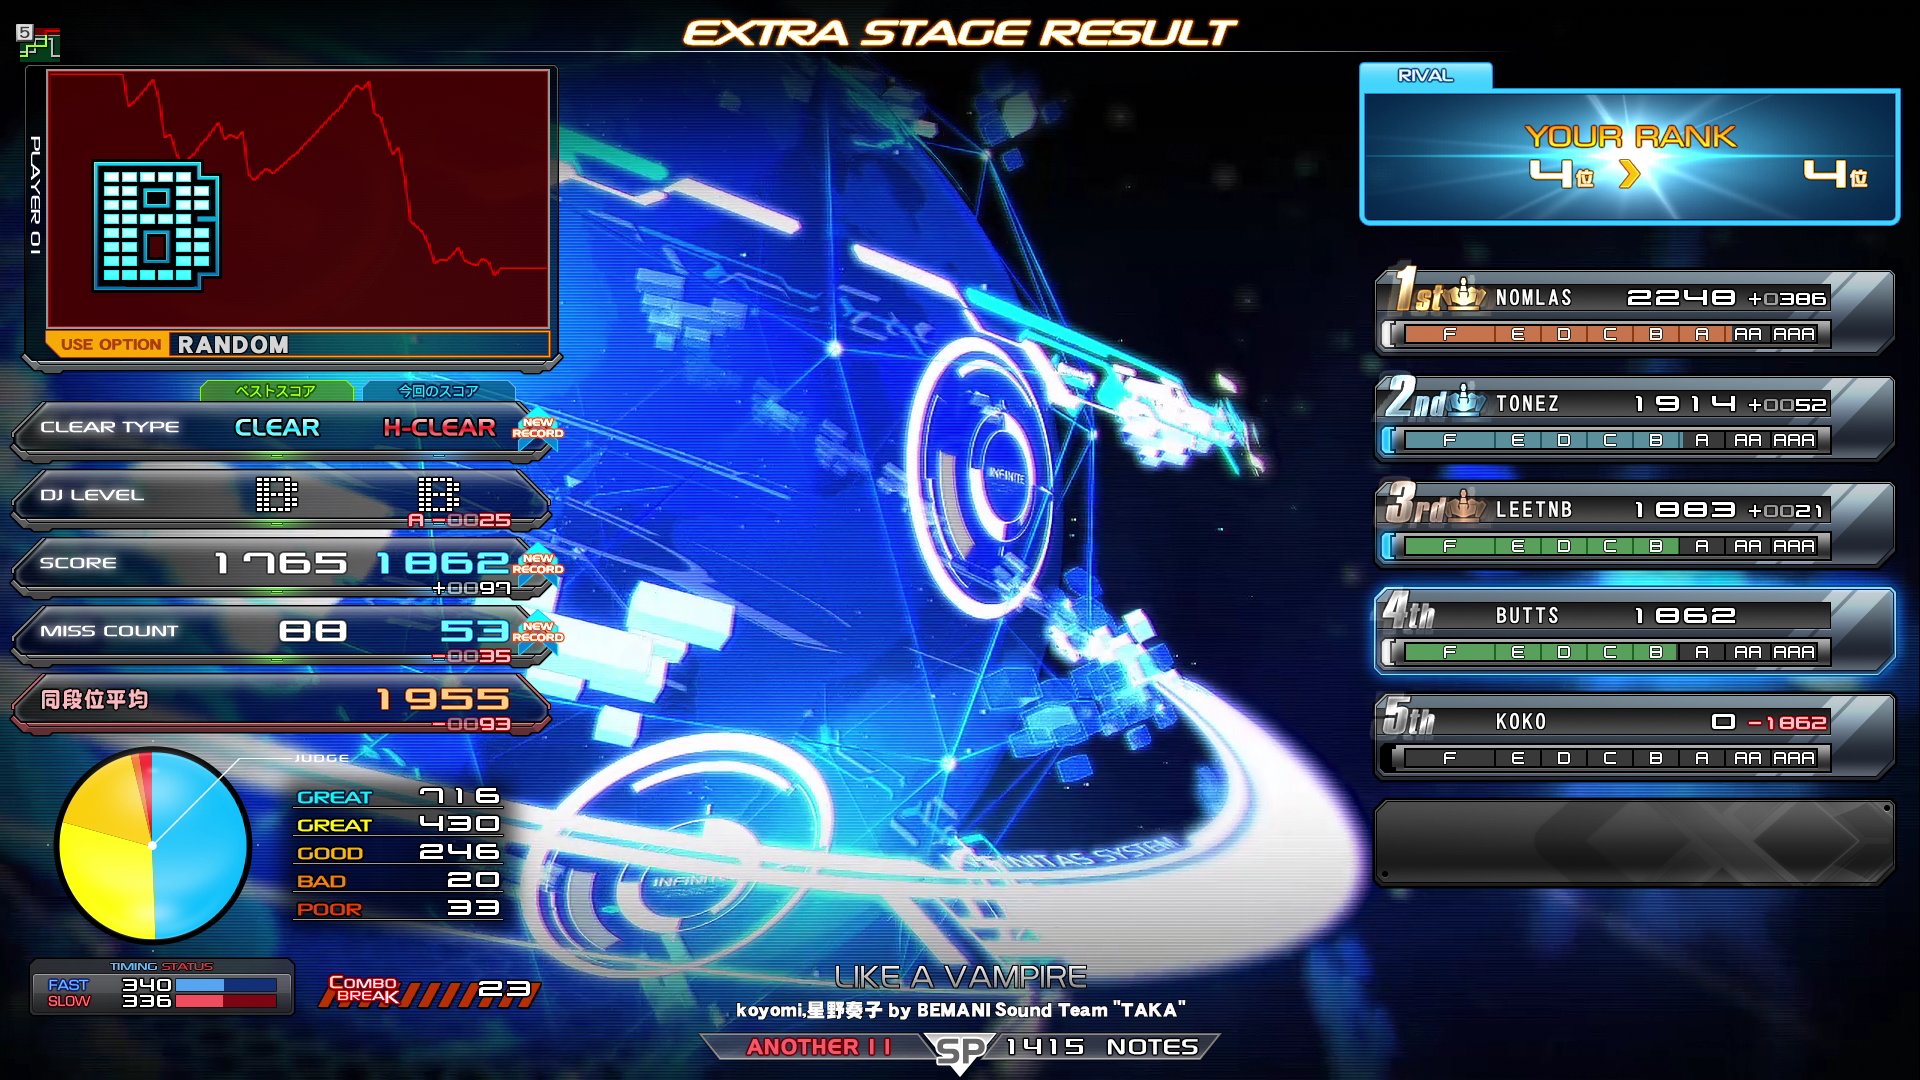 5
EXTRA STAGE RESULT
PLAYER 01
B
USE OPTION RANDOM
ベストスコア 今回のスコア
CLEAR TYPE CLEAR H-CLEAR NEW RECORD
DJ LEVEL B B
A -0025
SCORE 1765 1862 NEW RECORD
+0097
MISS COUNT 88 53 NEW RECORD
-0035
同段位平均 1955
-0093
JUDGE
GREAT 716
GREAT 430
GOOD 246
BAD 20
POOR 33
TIMING STATUS
FAST 340
SLOW 336
COMBO BREAK 23
RIVAL
YOUR RANK
4位 4位
1st NOMLAS 2248 +0386
F E D C B A AA AAA
2nd TONEZ 1914 +0052
F E D C B A AA AAA
3rd LEETNB 1883 +0021
F E D C B A AA AAA
4th BUTTS 1862
F E D C B A AA AAA
5th KOKO 0 -1862
F E D C B A AA AAA
INFINITE
INFINITE
INFINITAS SYSTEM
LIKE A VAMPIRE
koyomi,星野奏子 by BEMANI Sound Team "TAKA"
ANOTHER 11 SP 1415 NOTES